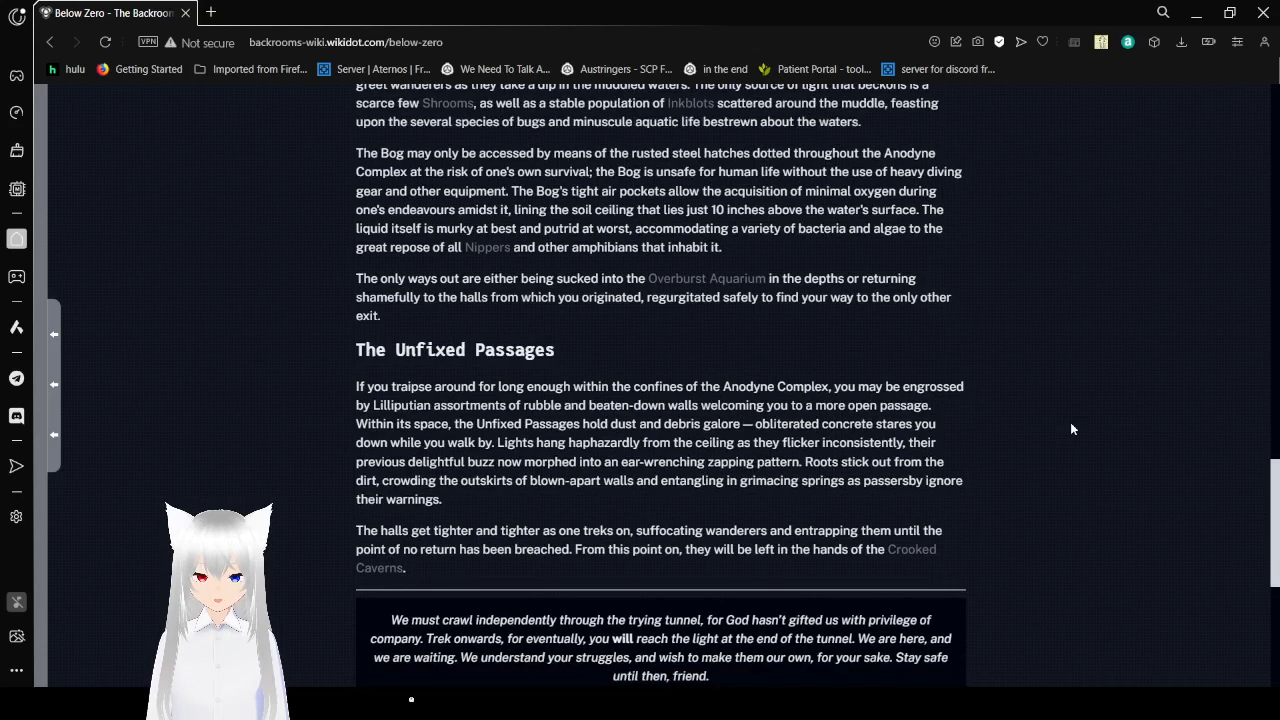 Below Zero - The Backroom
VPN Not secure backrooms-wiki.wikidot.com/below-zero
hulu Getting Started Imported from Firef... Server | Aternos | Fr... We Need To Talk A... Austringers - SCP F... in the end Patient Portal - tool... server for discord fr...
greet wanderers as they take a dip in the muddied waters. The only source of light that beckons is a
scarce few Shrooms, as well as a stable population of Inkblots scattered around the muddle, feasting
upon the several species of bugs and minuscule aquatic life bestrewn about the waters.
The Bog may only be accessed by means of the rusted steel hatches dotted throughout the Anodyne
Complex at the risk of one's own survival; the Bog is unsafe for human life without the use of heavy diving
gear and other equipment. The Bog's tight air pockets allow the acquisition of minimal oxygen during
one's endeavours amidst it, lining the soil ceiling that lies just 10 inches above the water's surface. The
liquid itself is murky at best and putrid at worst, accommodating a variety of bacteria and algae to the
great repose of all Nippers and other amphibians that inhabit it.
The only ways out are either being sucked into the Overburst Aquarium in the depths or returning
shamefully to the halls from which you originated, regurgitated safely to find your way to the only other
exit.
The Unfixed Passages
If you traipse around for long enough within the confines of the Anodyne Complex, you may be engrossed
by Lilliputian assortments of rubble and beaten-down walls welcoming you to a more open passage.
Within its space, the Unfixed Passages hold dust and debris galore — obliterated concrete stares you
down while you walk by. Lights hang haphazardly from the ceiling as they flicker inconsistently, their
previous delightful buzz now morphed into an ear-wrenching zapping pattern. Roots stick out from the
dirt, crowding the outskirts of blown-apart walls and entangling in grimacing springs as passersby ignore
their warnings.
The halls get tighter and tighter as one treks on, suffocating wanderers and entrapping them until the
point of no return has been breached. From this point on, they will be left in the hands of the Crooked
Caverns.
We must crawl independently through the trying tunnel, for God hasn't gifted us with privilege of
company. Trek onwards, for eventually, you will reach the light at the end of the tunnel. We are here, and
we are waiting. We understand your struggles, and wish to make them our own, for your sake. Stay safe
until then, friend.